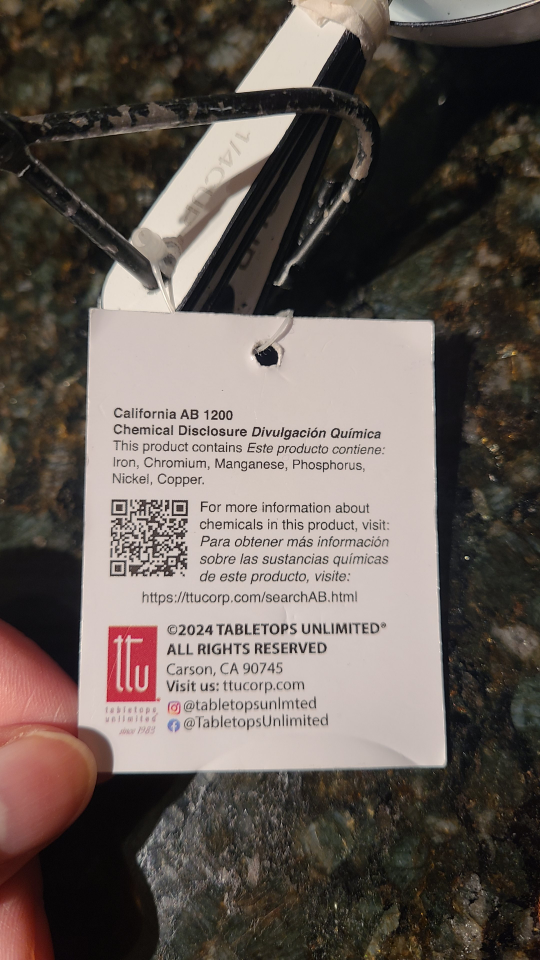 1/4CUP
California AB 1200
Chemical Disclosure Divulgación Química
This product contains Este producto contiene:
Iron, Chromium, Manganese, Phosphorus,
Nickel, Copper.
For more information about
chemicals in this product, visit:
Para obtener más información
sobre las sustancias químicas
de este producto, visite:
https://ttucorp.com/searchAB.html
ttu
tabletops
unlimited
since 1983
©2024 TABLETOPS UNLIMITED®
ALL RIGHTS RESERVED
Carson, CA 90745
Visit us: ttucorp.com
@tabletopsunlmted
@TabletopsUnlimited